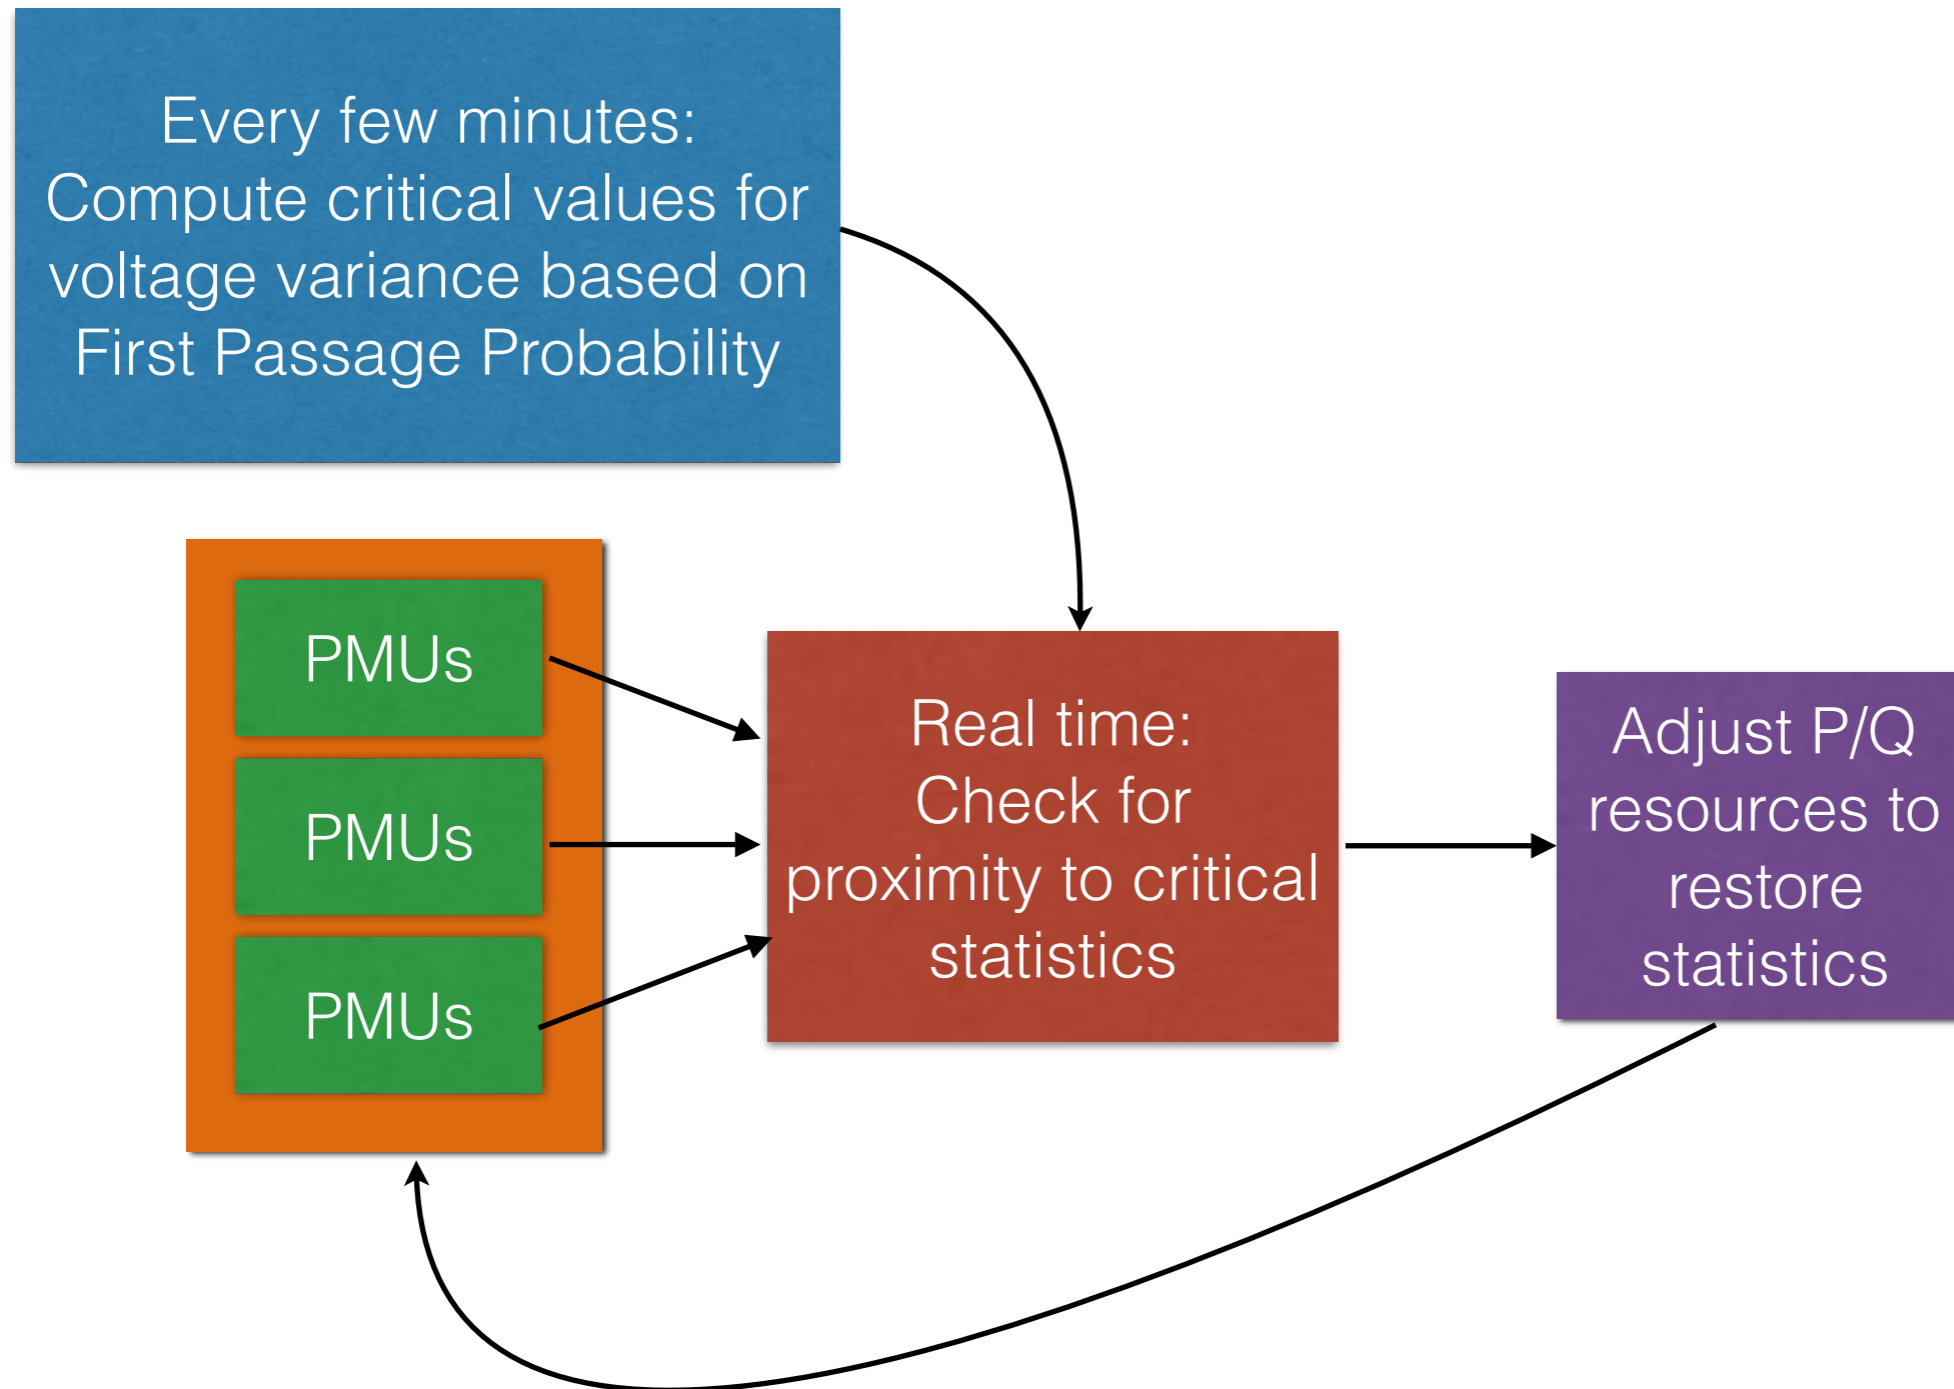 Every few minutes:
Compute critical values for
voltage variance based on
First Passage Probability
PMUs
PMUs
PMUs
Real time:
Check for
proximity to critical
statistics
Adjust P/Q
resources to
restore
statistics